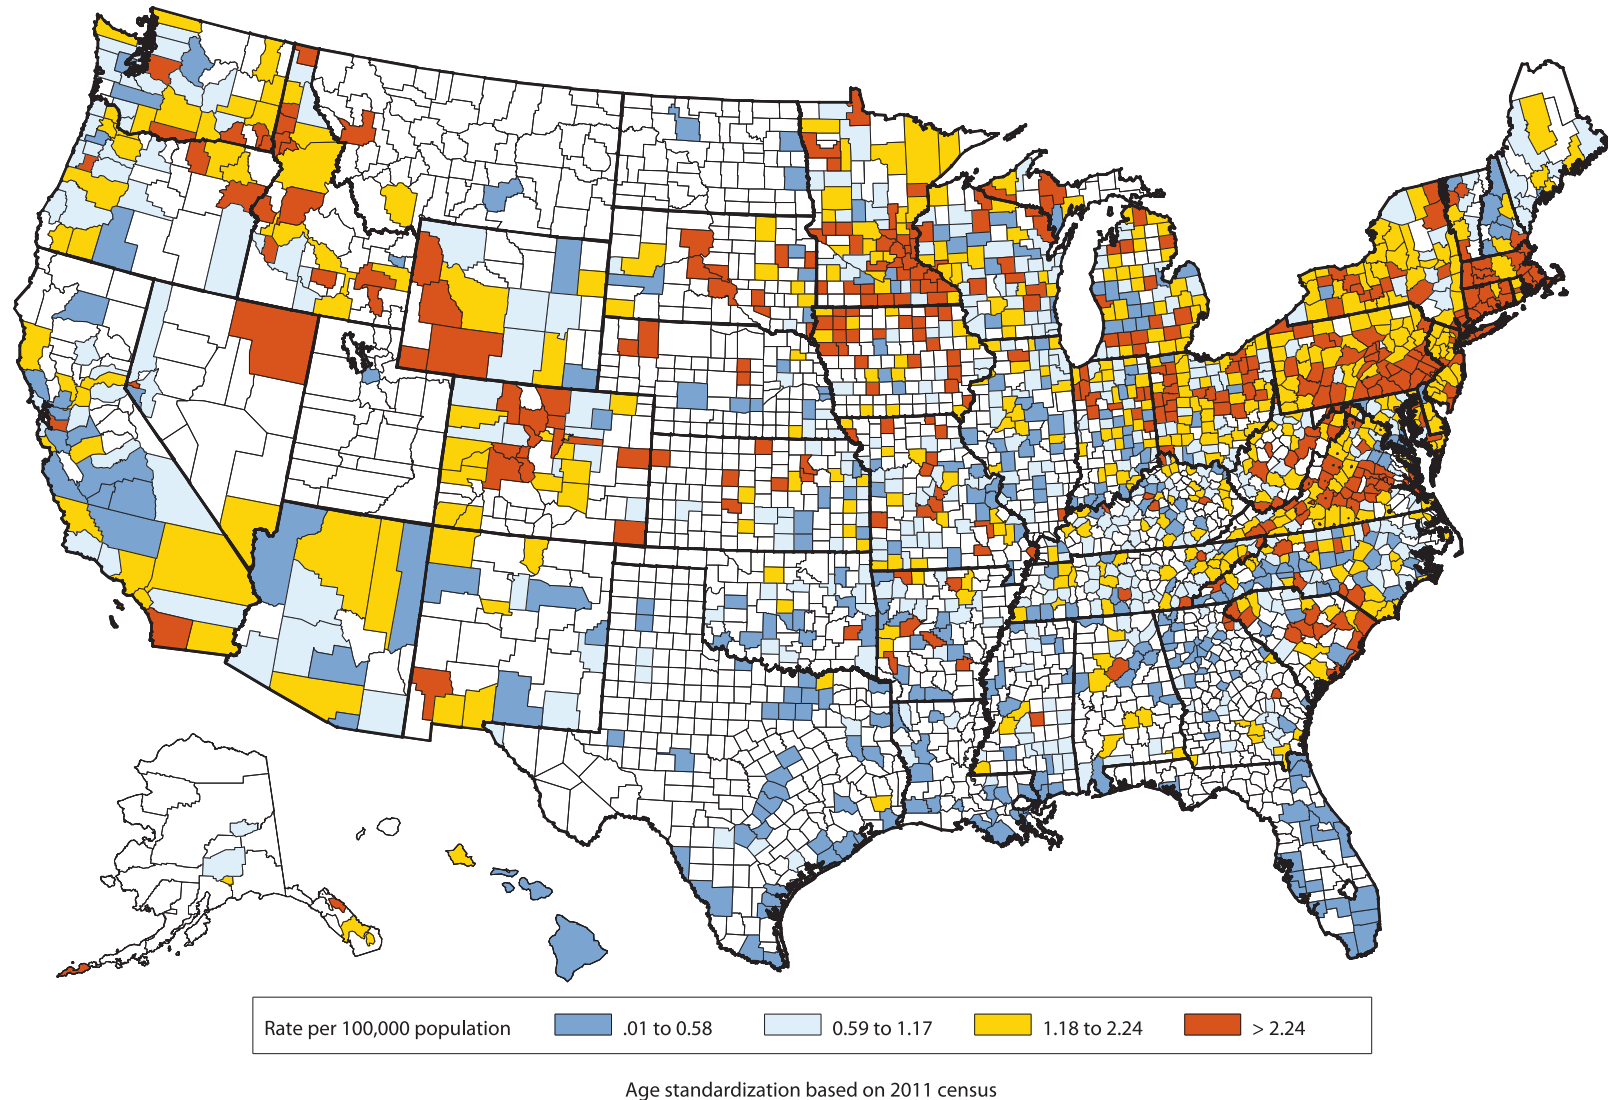 Rate per 100,000 population .01 to 0.58 0.59 to 1.17 1.18 to 2.24 > 2.24
Age standardization based on 2011 census